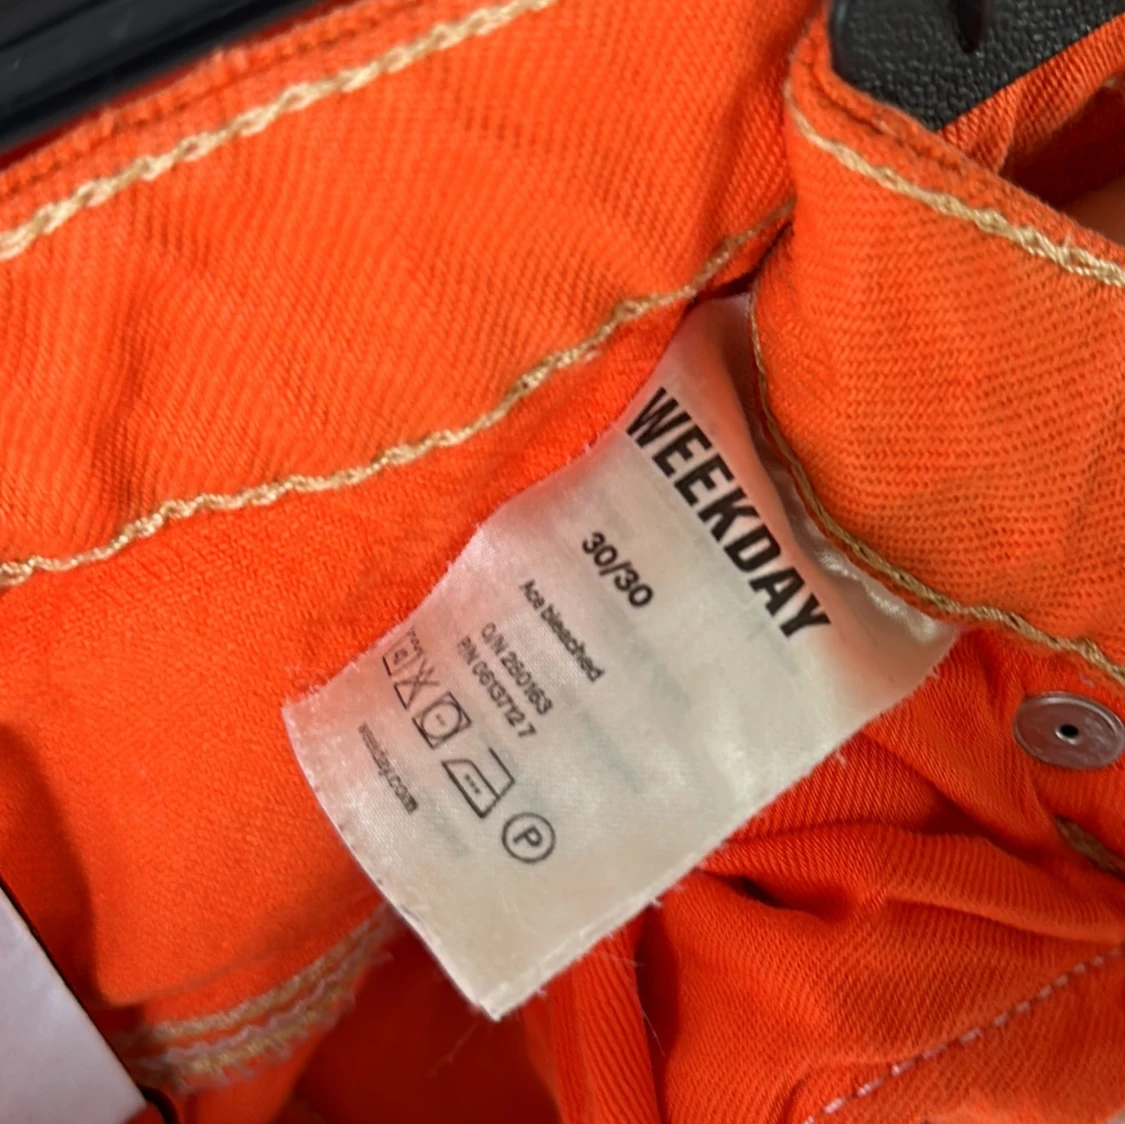 WEEKDAY
30/30
Ace bleached
O/N 250163
P/N 0613712 7
P
weekday.com